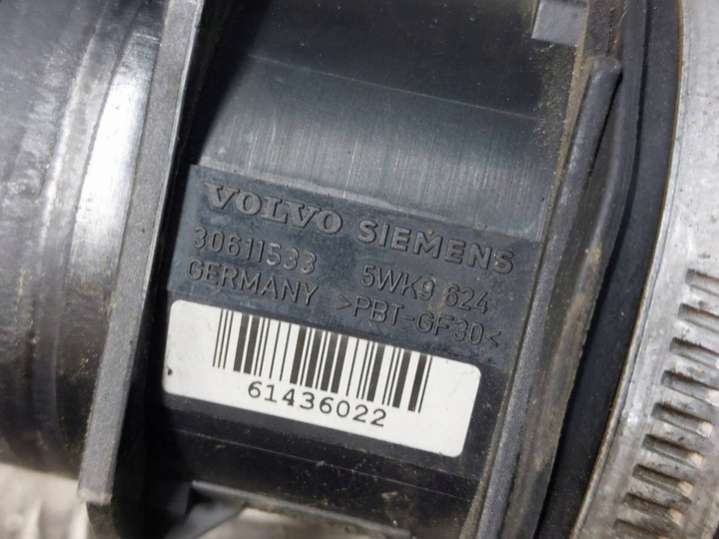 VOLVO SIEMENS
30611533 5WK9 624
GERMANY >PBT-GF30<
61436022